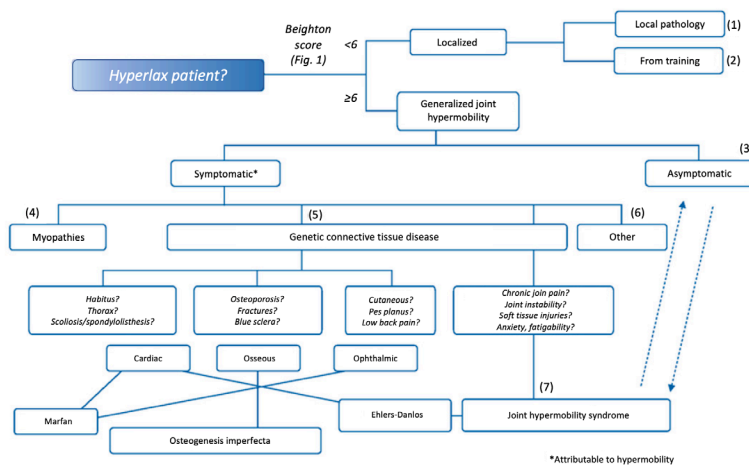 Hyperlax patient?
Beighton
score
(Fig. 1)
<6
≥6
Localized
Local pathology
(1)
From training
(2)
Generalized joint
hypermobility
(3)
Symptomatic*
Asymptomatic
(4)
Myopathies
(5)
Genetic connective tissue disease
(6)
Other
Habitus?
Thorax?
Scoliosis/spondylolisthesis?
Osteoporosis?
Fractures?
Blue sclera?
Cutaneous?
Pes planus?
Low back pain?
Chronic join pain?
Joint instability?
Soft tissue injuries?
Anxiety, fatigability?
Cardiac
Osseous
Ophthalmic
(7)
Marfan
Ehlers-Danlos
Joint hypermobility syndrome
Osteogenesis imperfecta
*Attributable to hypermobility